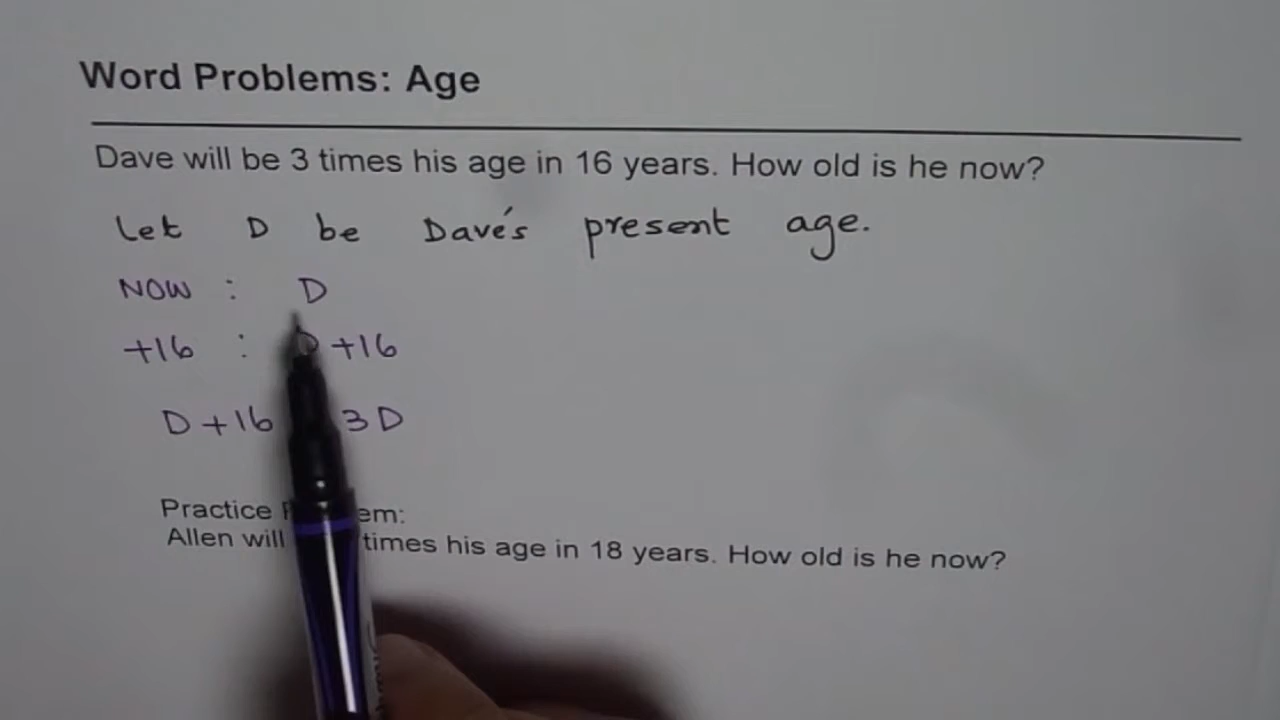 Word Problems: Age
Dave will be 3 times his age in 16 years. How old is he now?
Let D be Dave's present age.
NOW : D
+16 : D +16
D +16 3D
Practice em:
Allen will times his age in 18 years. How old is he now?